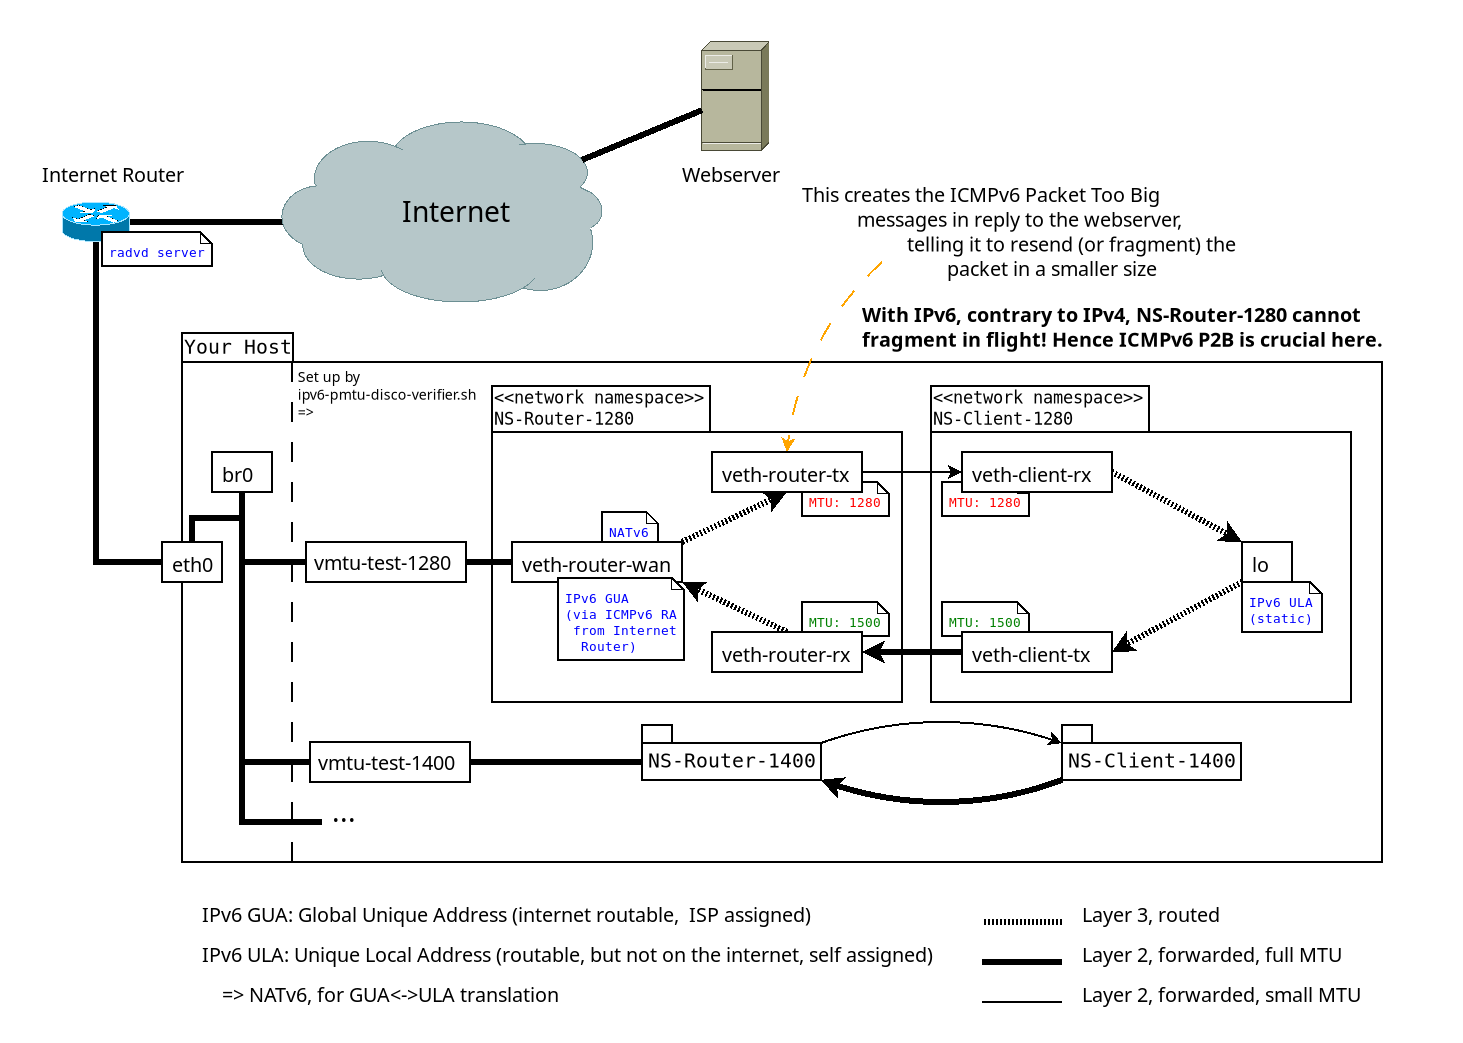 Internet Router
radvd server
Internet
Webserver
This creates the ICMPv6 Packet Too Big
messages in reply to the webserver,
telling it to resend (or fragment) the
packet in a smaller size
With IPv6, contrary to IPv4, NS-Router-1280 cannot
fragment in flight! Hence ICMPv6 P2B is crucial here.
Your Host
Set up by
ipv6-pmtu-disco-verifier.sh
=>
<<network namespace>>
NS-Router-1280
<<network namespace>>
NS-Client-1280
br0
eth0
vmtu-test-1280
veth-router-tx
MTU: 1280
NATv6
veth-router-wan
IPv6 GUA
(via ICMPv6 RA
from Internet
Router)
MTU: 1500
veth-router-rx
veth-client-rx
MTU: 1280
lo
IPv6 ULA
(static)
MTU: 1500
veth-client-tx
vmtu-test-1400
NS-Router-1400
NS-Client-1400
...
IPv6 GUA: Global Unique Address (internet routable,  ISP assigned)
IPv6 ULA: Unique Local Address (routable, but not on the internet, self assigned)
=> NATv6, for GUA<->ULA translation
Layer 3, routed
Layer 2, forwarded, full MTU
Layer 2, forwarded, small MTU